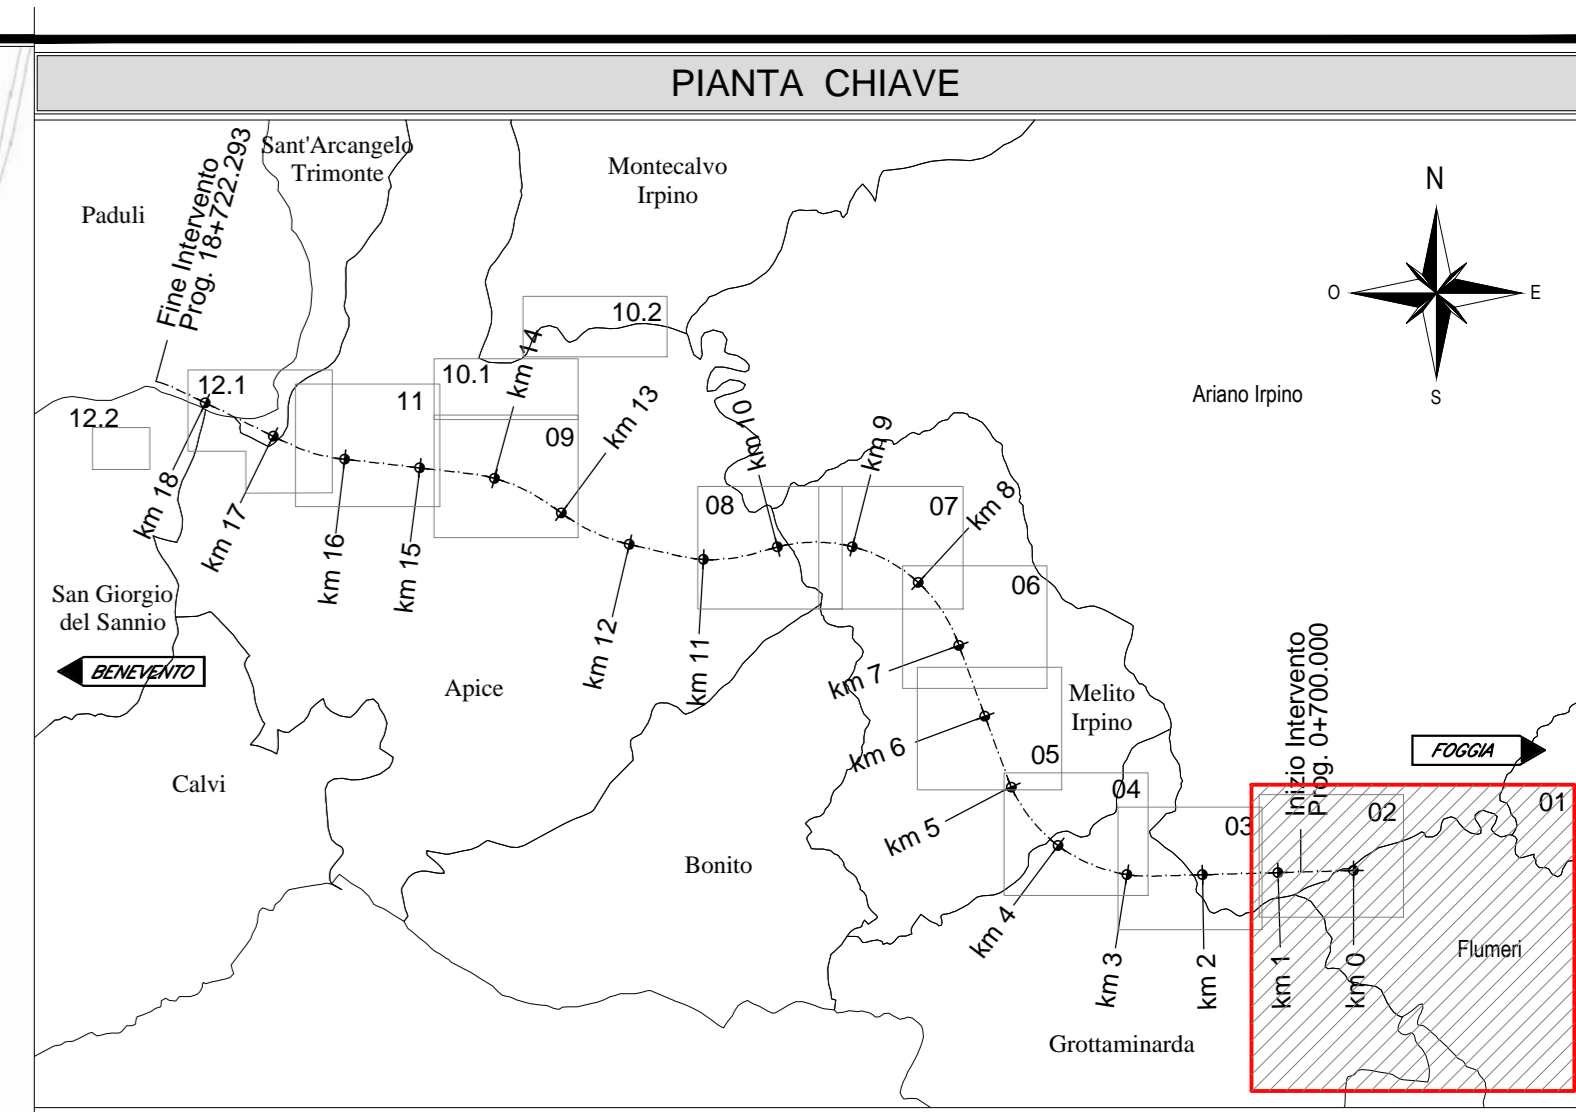 PIANTA CHIAVE
Sant'Arcangelo
Trimonte
Montecalvo
Irpino
Paduli
Fine Intervento
Prog. 18+722.293
N
O
E
S
Ariano Irpino
10.2
10.1
12.1
12.2
11
09
08
07
06
05
04
03
02
01
km 18
km 17
km 16
km 15
km 14
km 13
km 12
km 11
km 10
km 9
km 8
km 7
km 6
km 5
km 4
km 3
km 2
km 1
km 0
San Giorgio
del Sannio
BENEVENTO
Apice
Calvi
Bonito
Melito
Irpino
Inizio Intervento
Prog. 0+700.000
FOGGIA
Flumeri
Grottaminarda